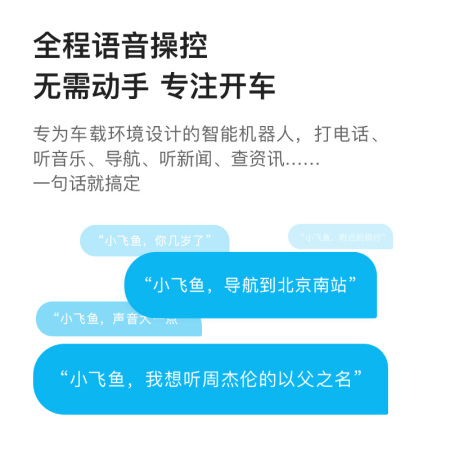 全程语音操控
无需动手 专注开车
专为车载环境设计的智能机器人，打电话、
听音乐、导航、听新闻、查资讯……
一句话就搞定
“小飞鱼，你几岁了”
“小飞鱼，导航到北京南站”
“小飞鱼，声音大一点”
“小飞鱼，我想听周杰伦的以父之名”